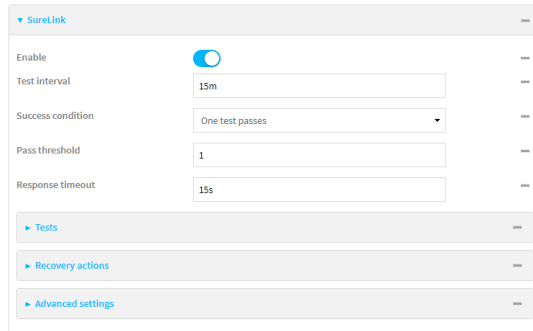 SureLink
Enable
Test interval
15m
Success condition
One test passes
Pass threshold
1
Response timeout
15s
Tests
Recovery actions
Advanced settings